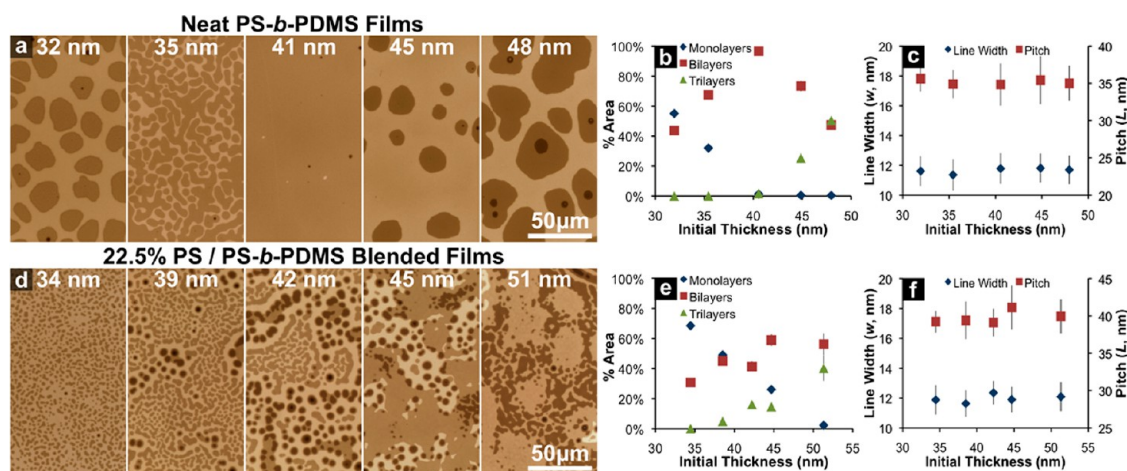 Neat PS-b-PDMS Films
a 32 nm 35 nm 41 nm 45 nm 48 nm
50µm
b
Monolayers
Bilayers
Trilayers
100%
80%
60%
40%
20%
0%
% Area
30 35 40 45 50
Initial Thickness (nm)
c
Line Width Pitch
20
18
16
14
12
10
Line Width (w, nm)
40
35
30
25
20
Pitch (L, nm)
30 35 40 45 50
Initial Thickness (nm)
22.5% PS / PS-b-PDMS Blended Films
d 34 nm 39 nm 42 nm 45 nm 51 nm
50µm
e
Monolayers
Bilayers
Trilayers
100%
80%
60%
40%
20%
0%
% Area
30 35 40 45 50 55
Initial Thickness (nm)
f
Line Width Pitch
20
18
16
14
12
10
Line Width (w, nm)
45
40
35
30
25
Pitch (L, nm)
30 35 40 45 50 55
Initial Thickness (nm)